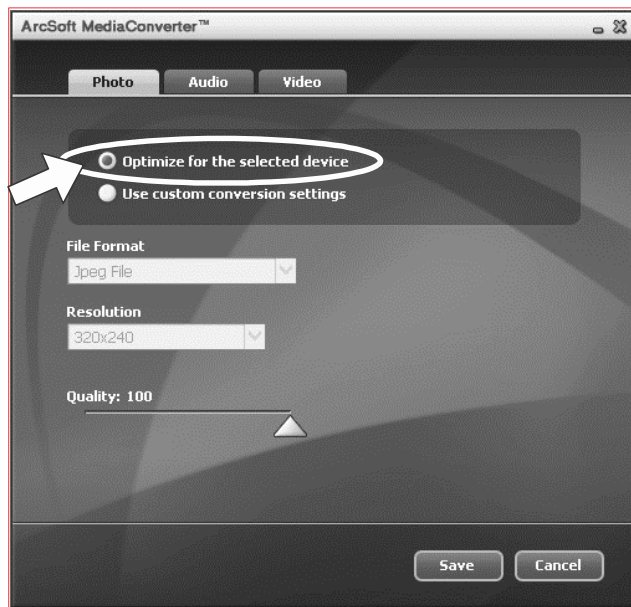 ArcSoft MediaConverter™
Photo Audio Video
Optimize for the selected device
Use custom conversion settings
File Format
Jpeg File
Resolution
320x240
Quality: 100
Save Cancel